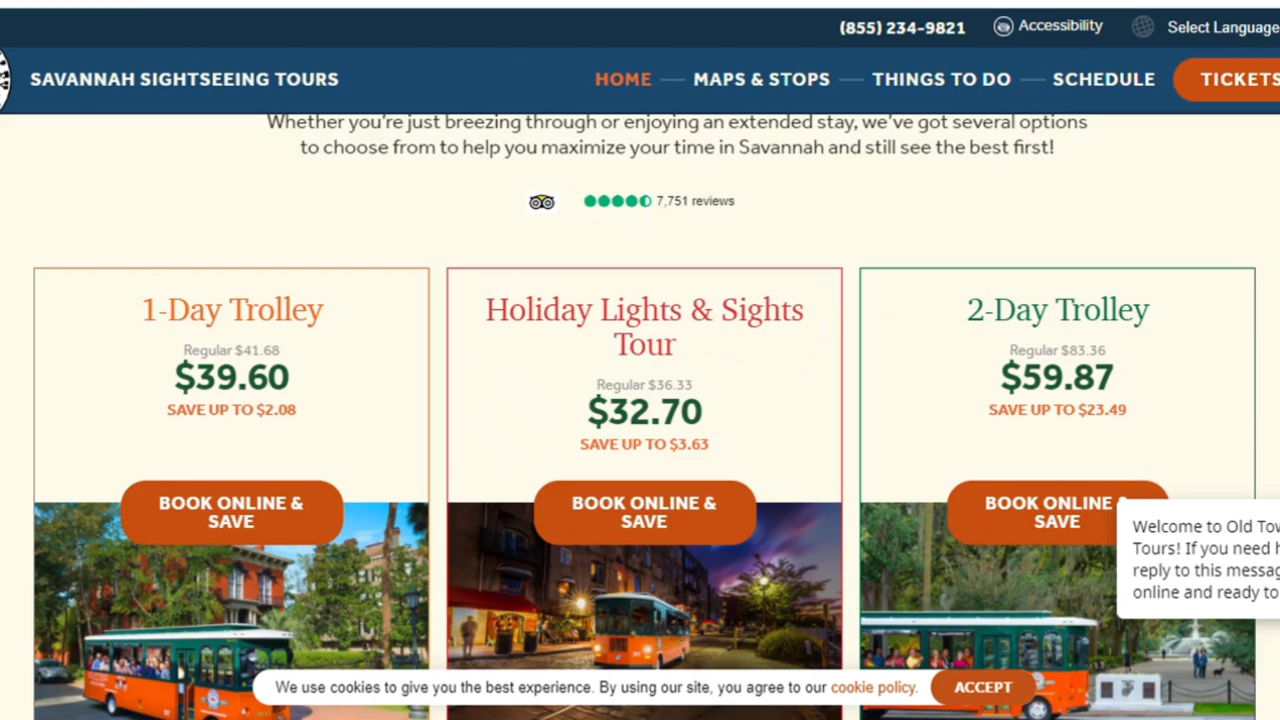 (855) 234-9821 Accessibility Select Language
SAVANNAH SIGHTSEEING TOURS HOME MAPS & STOPS THINGS TO DO SCHEDULE TICKETS
Whether you're just breezing through or enjoying an extended stay, we've got several options
to choose from to help you maximize your time in Savannah and still see the best first!
7,751 reviews
1-Day Trolley
Regular $41.68
$39.60
SAVE UP TO $2.08
BOOK ONLINE &
SAVE
Holiday Lights & Sights
Tour
Regular $36.33
$32.70
SAVE UP TO $3.63
BOOK ONLINE &
SAVE
2-Day Trolley
Regular $83.36
$59.87
SAVE UP TO $23.49
BOOK ONLINE &
SAVE
Welcome to Old
Tours! If you need
reply to this
online and ready to
We use cookies to give you the best experience. By using our site, you agree to our cookie policy. ACCEPT